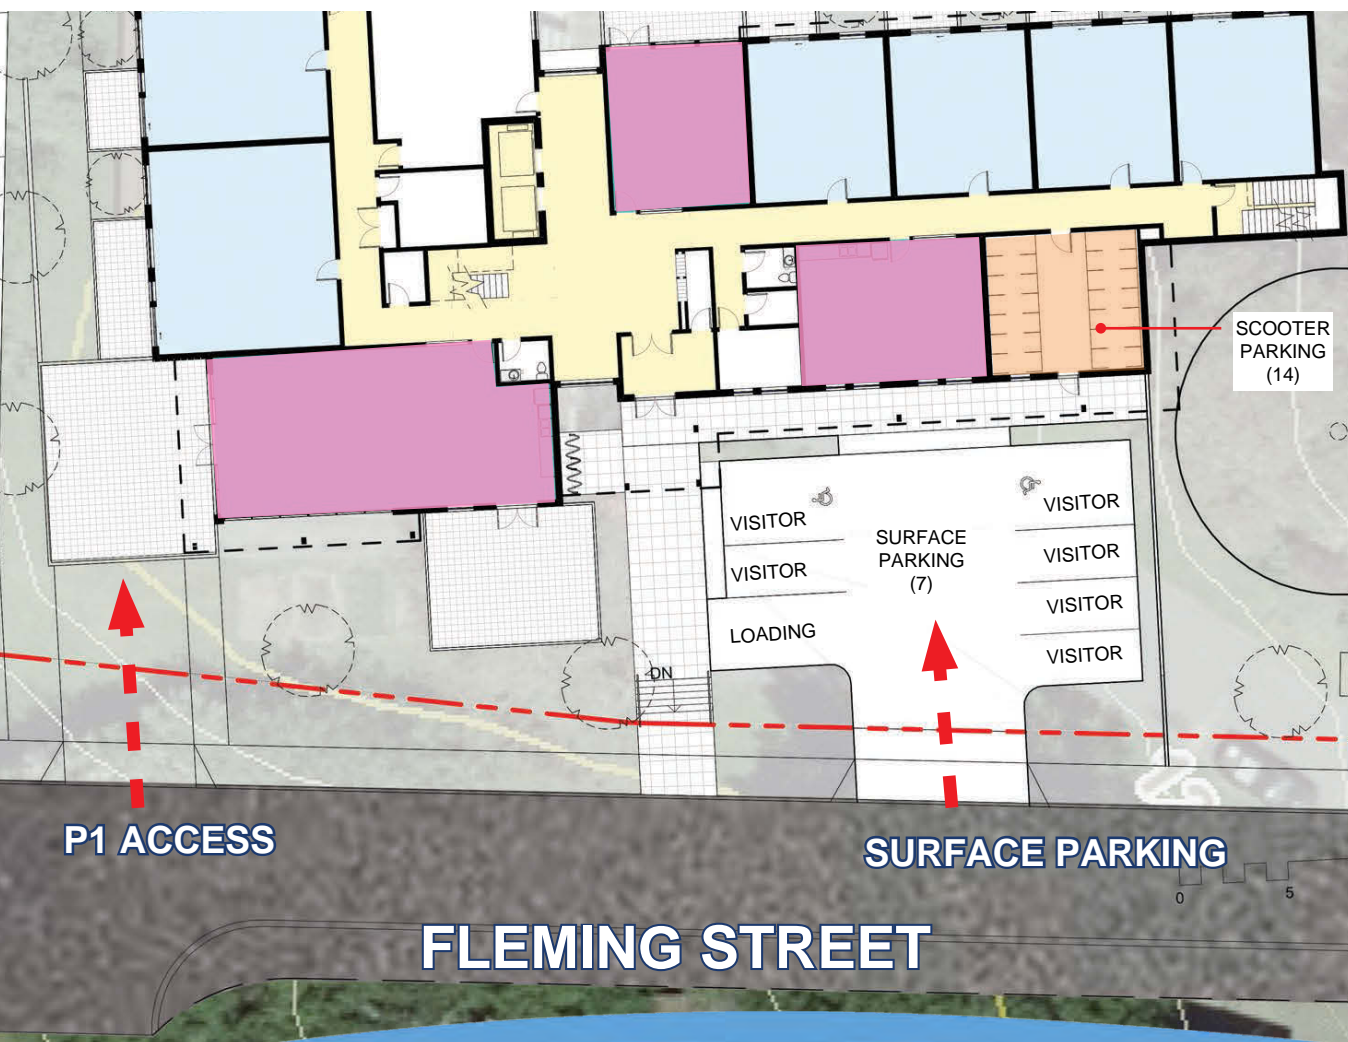 SCOOTER
PARKING
(14)
VISITOR
VISITOR
LOADING
SURFACE
PARKING
(7)
VISITOR
VISITOR
VISITOR
VISITOR
DN
P1 ACCESS
SURFACE PARKING
0 5
FLEMING STREET